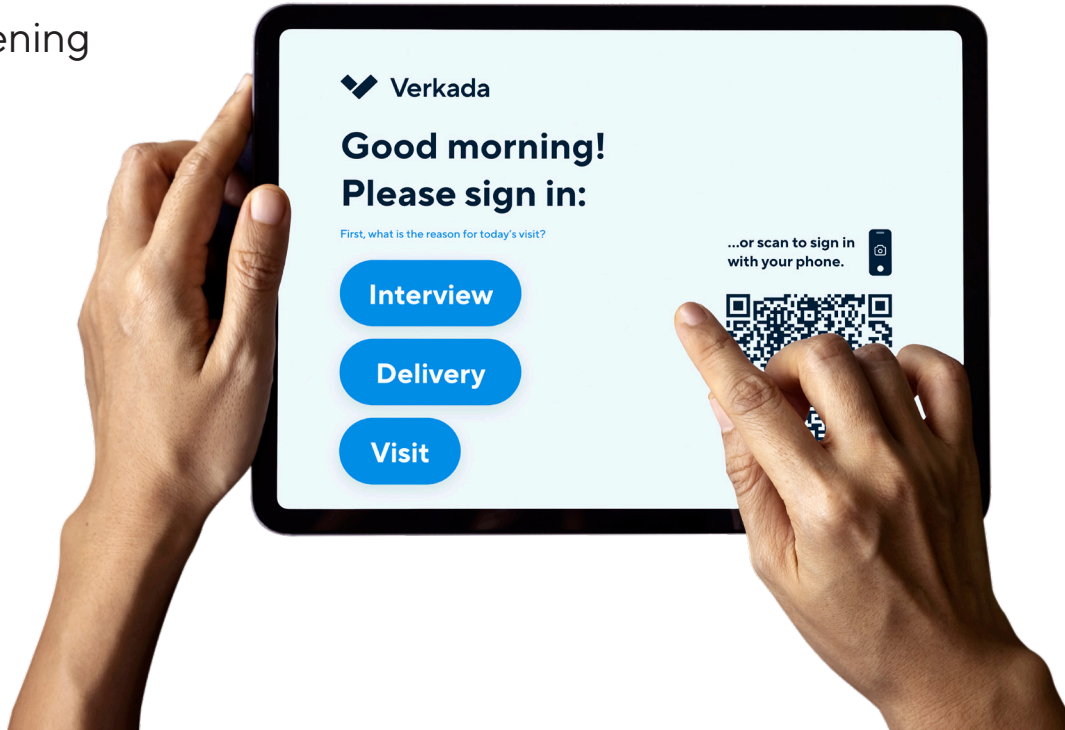 ening
Verkada
Good morning!
Please sign in:
First, what is the reason for today's visit?
Interview
Delivery
Visit
...or scan to sign in
with your phone.